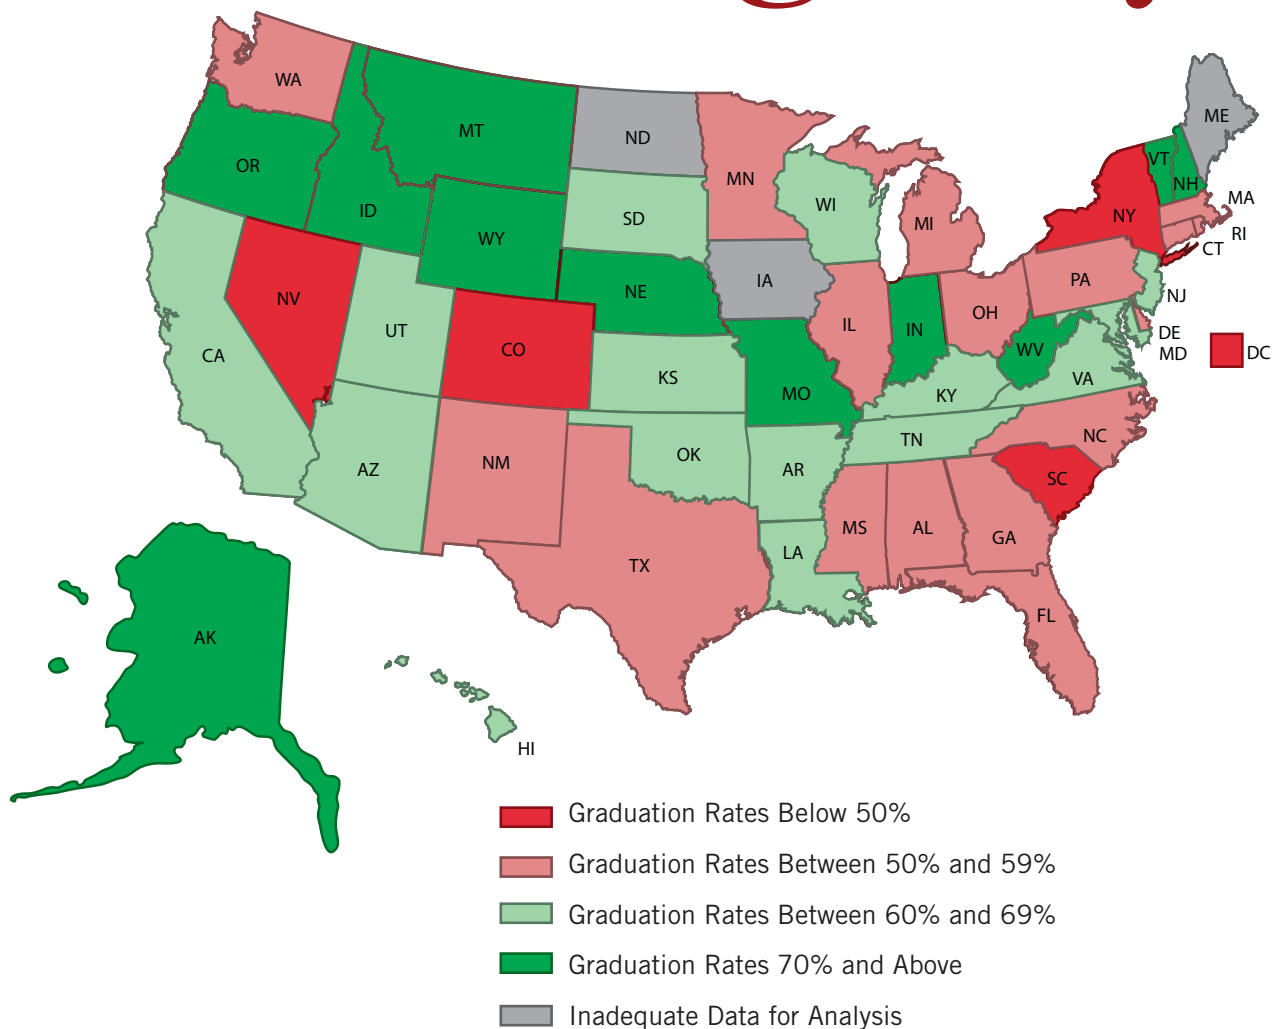 WA
MT
ND
MN
ME
OR
ID
WY
SD
WI
MI
VT
NH
NY
MA
RI
CT
NV
UT
CO
NE
IA
IL
IN
OH
PA
NJ
DE
MD
DC
CA
KS
MO
KY
WV
VA
AZ
NM
OK
AR
TN
NC
SC
TX
LA
MS
AL
GA
FL
AK
HI
Graduation Rates Below 50%
Graduation Rates Between 50% and 59%
Graduation Rates Between 60% and 69%
Graduation Rates 70% and Above
Inadequate Data for Analysis